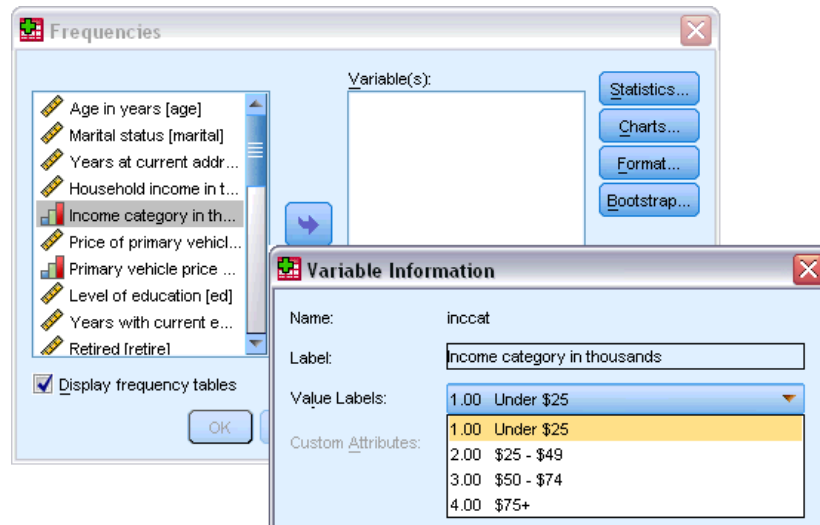 Frequencies
Variable(s):
Age in years [age]
Marital status [marital]
Years at current addr...
Household income in t...
Income category in th...
Price of primary vehicl...
Primary vehicle price ...
Level of education [ed]
Years with current e...
Retired [retire]
Statistics...
Charts...
Format...
Bootstrap...
Display frequency tables
OK
Variable Information
Name: inccat
Label: Income category in thousands
Value Labels: 1.00 Under $25
1.00 Under $25
2.00 $25 - $49
3.00 $50 - $74
4.00 $75+
Custom Attributes: